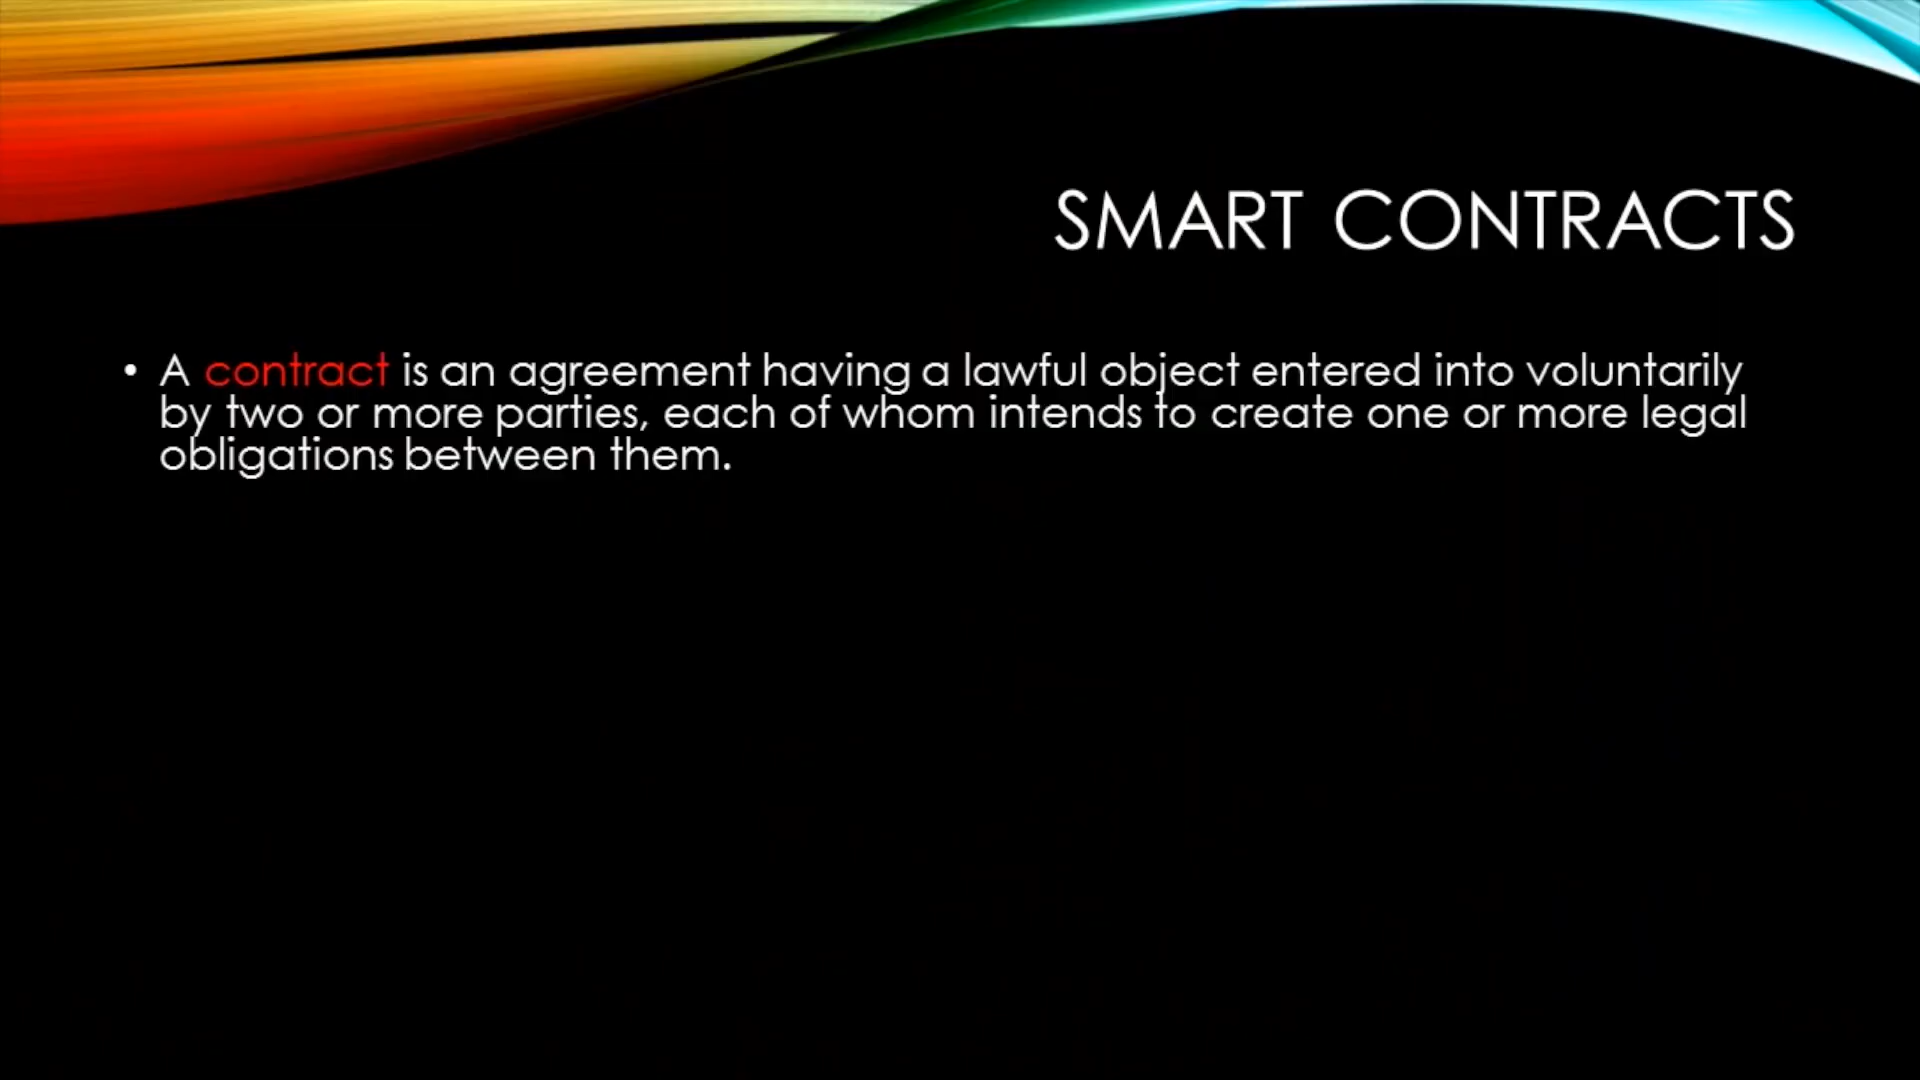 SMART CONTRACTS
• A contract is an agreement having a lawful object entered into voluntarily
by two or more parties, each of whom intends to create one or more legal
obligations between them.